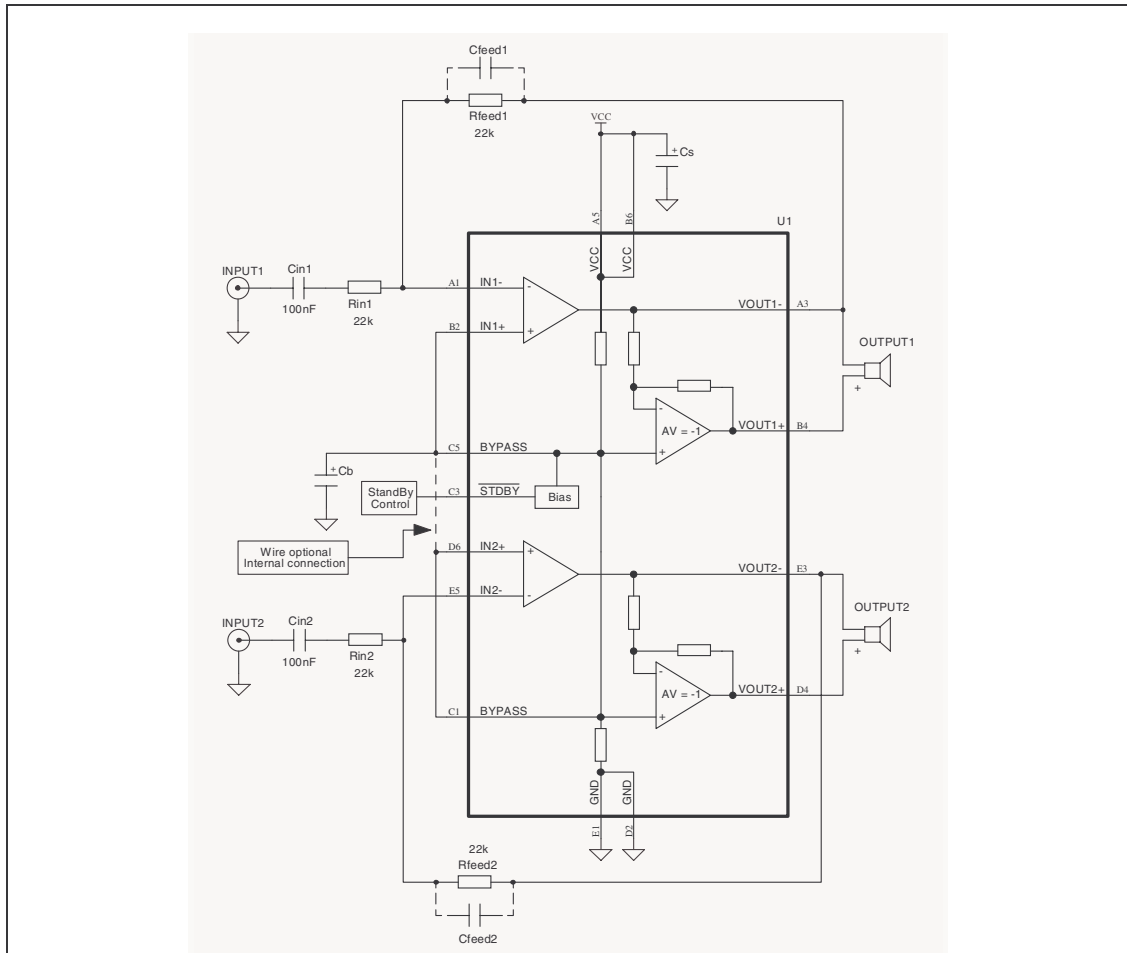 Cfeed1
Rfeed1
22k
VCC
+
Cs
A5
B6
U1
VCC
VCC
INPUT1
Cin1
100nF
Rin1
22k
A1
IN1-
-
B2
IN1+
+
VOUT1-
A3
OUTPUT1
+
-
AV = -1
+
VOUT1+
B4
C5
BYPASS
+
Cb
StandBy
Control
C3
STDBY
Bias
Wire optional
Internal connection
D6
IN2+
+
E5
IN2-
-
VOUT2-
E3
OUTPUT2
+
INPUT2
Cin2
100nF
Rin2
22k
-
AV = -1
+
VOUT2+
D4
C1
BYPASS
GND
GND
E1
D2
22k
Rfeed2
Cfeed2